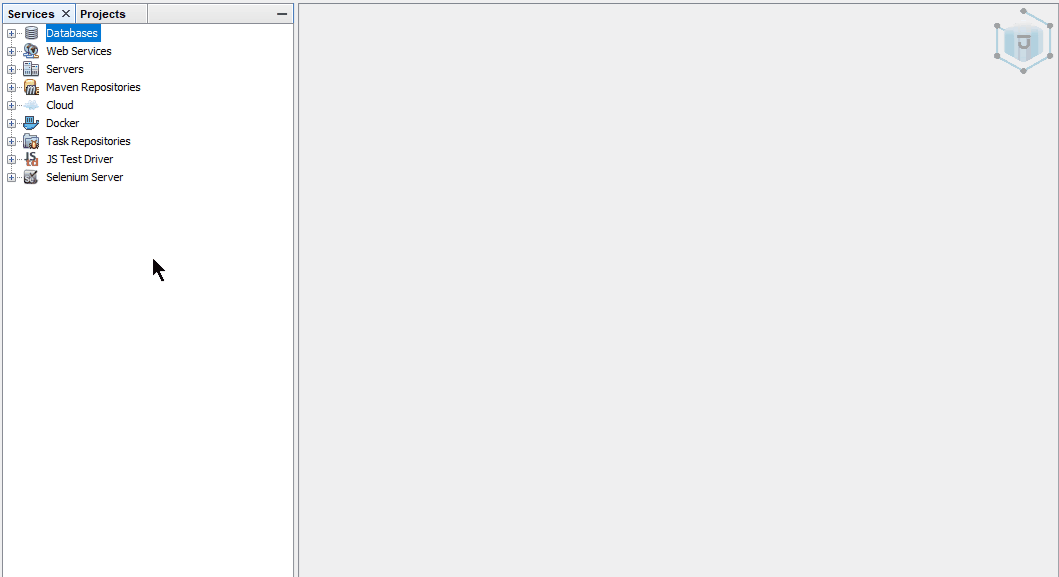 Services Projects
Databases
Web Services
Servers
Maven Repositories
Cloud
Docker
Task Repositories
JS Test Driver
Selenium Server